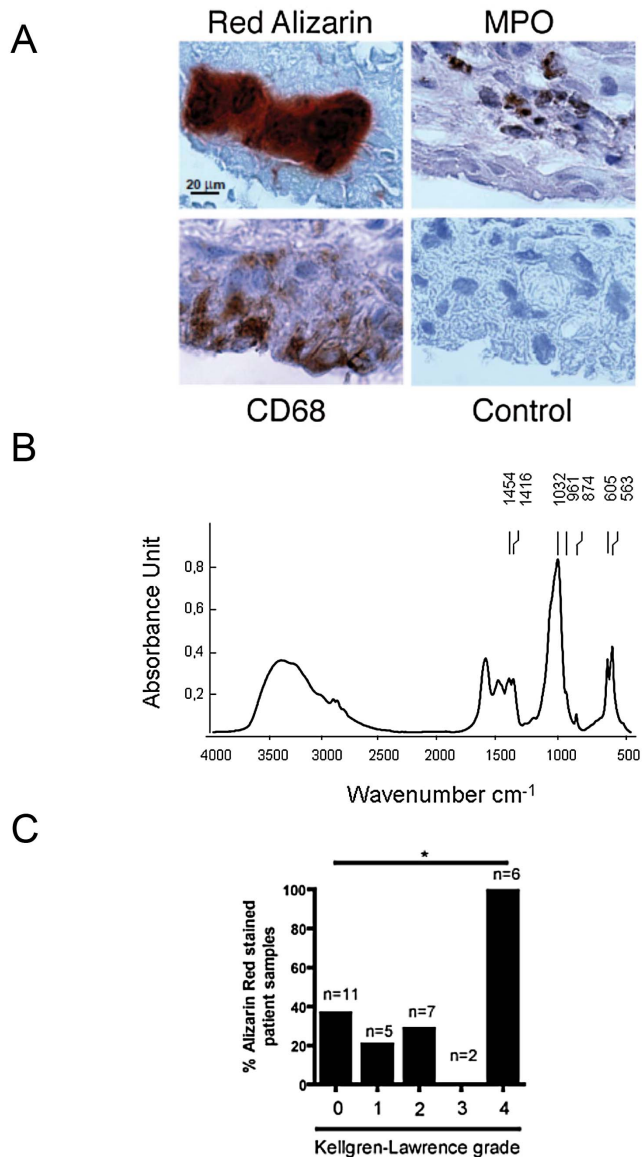 A
Red Alizarin
MPO
20 µm
CD68
Control
B
1454
1416
1032
961
874
605
563
Absorbance Unit
0,8
0,6
0,4
0,2
4000 3500 3000 2000 1500 1000 500
Wavenumber cm-1
C
*
% Alizarin Red stained
patient samples
100
80
60
40
20
0
n=11
n=5
n=7
n=2
n=6
0 1 2 3 4
Kellgren-Lawrence grade